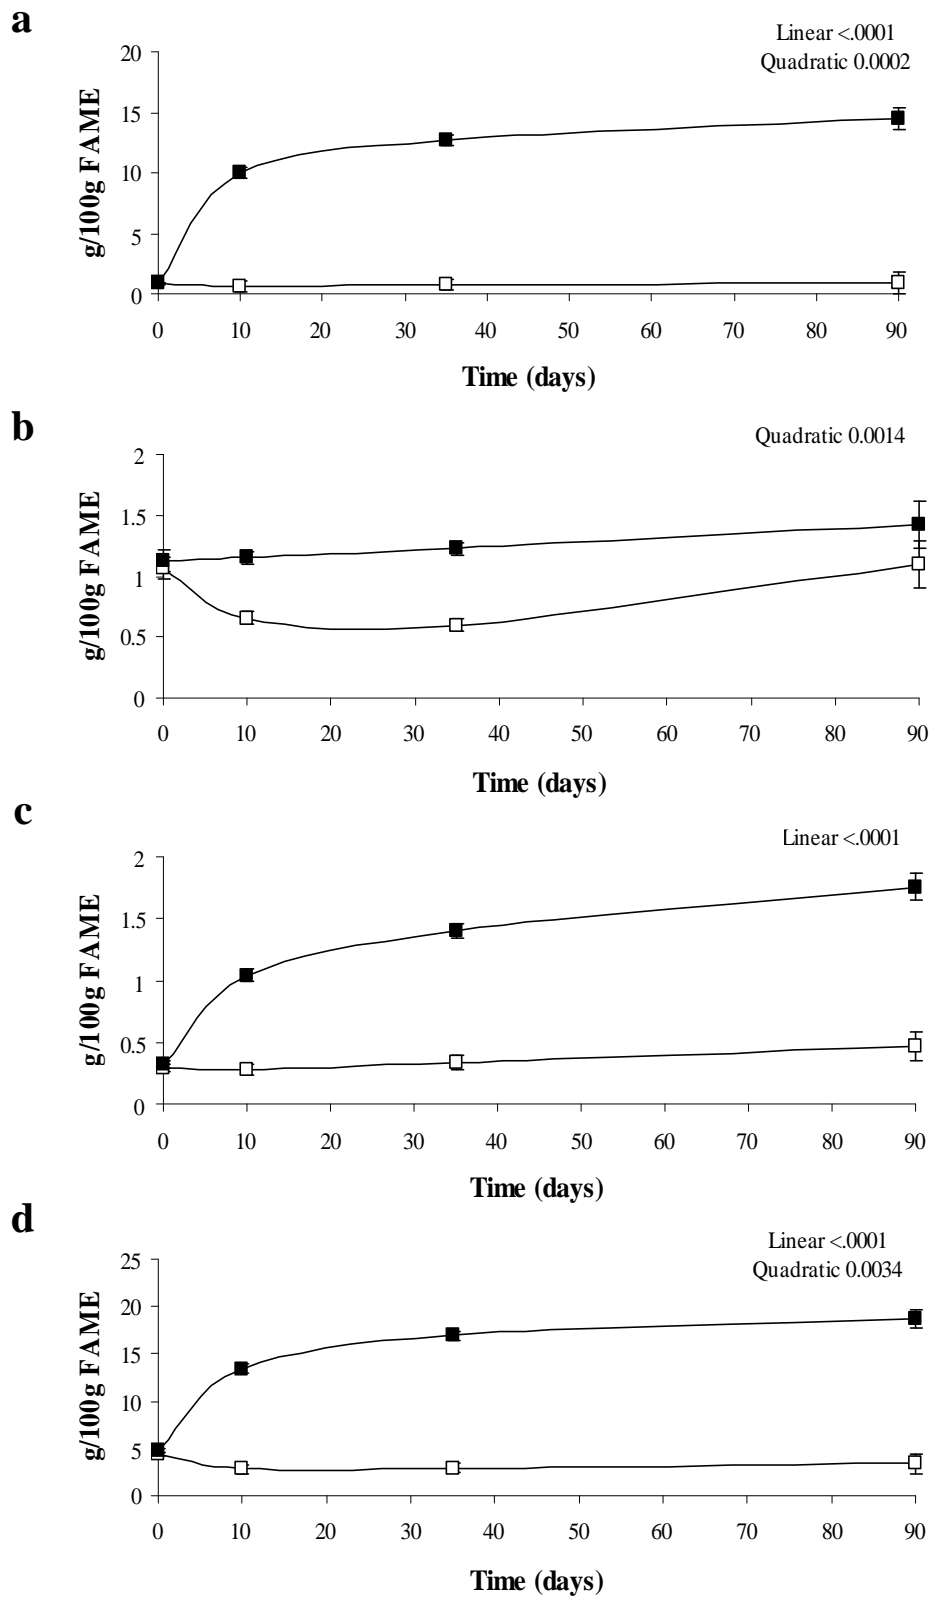 a
Linear <.0001
Quadratic 0.0002
g/100g FAME
20
15
10
5
0
0 10 20 30 40 50 60 70 80 90
Time (days)
b
Quadratic 0.0014
g/100g FAME
2
1.5
1
0.5
0
0 10 20 30 40 50 60 70 80 90
Time (days)
c
Linear <.0001
g/100g FAME
2
1.5
1
0.5
0
0 10 20 30 40 50 60 70 80 90
Time (days)
d
Linear <.0001
Quadratic 0.0034
g/100g FAME
25
20
15
10
5
0
0 10 20 30 40 50 60 70 80 90
Time (days)